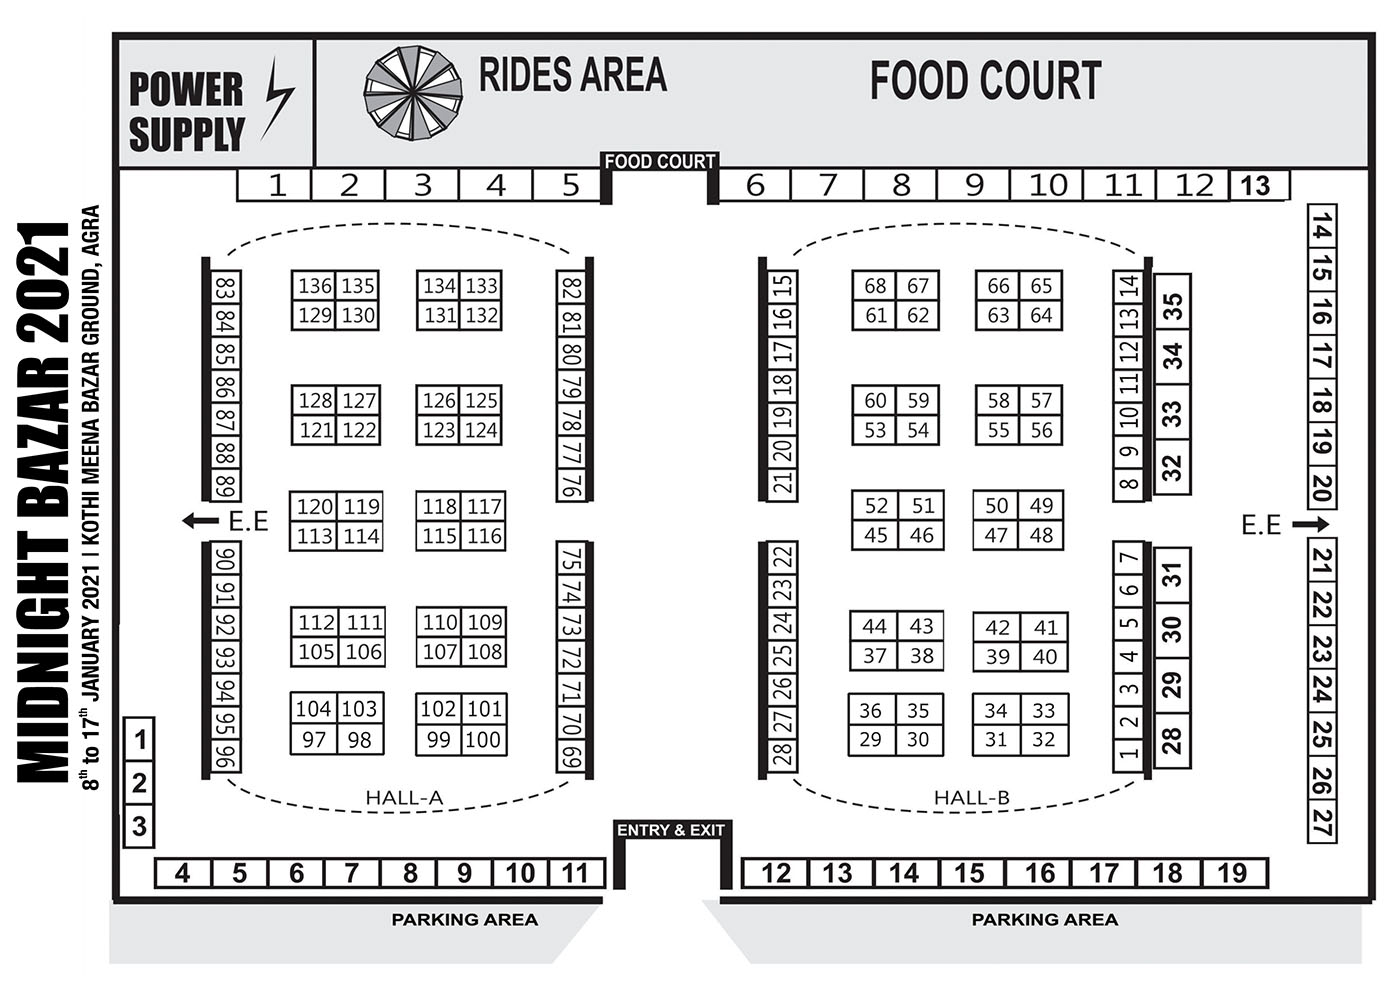 MIDNIGHT BAZAR 2021
8th to 17th JANUARY 2021 | KOTHI MEENA BAZAR GROUND, AGRA
POWER
SUPPLY
RIDES AREA
FOOD COURT
FOOD COURT
1 2 3 4 5
6 7 8 9 10 11 12 13
83
84
85
86
87
88
89
E.E
90
91
92
93
94
95
96
136 135 134 133
129 130 131 132
128 127 126 125
121 122 123 124
120 119 118 117
113 114 115 116
112 111 110 109
105 106 107 108
104 103 102 101
97 98 99 100
82
81
80
79
78
77
76
75
74
73
72
71
70
69
HALL-A
15
16
17
18
19
20
21
22
23
24
25
26
27
28
68 67 66 65
61 62 63 64
60 59 58 57
53 54 55 56
52 51 50 49
45 46 47 48
44 43 42 41
37 38 39 40
36 35 34 33
29 30 31 32
14
13
12
11
10
9
8
7
6
5
4
3
2
1
HALL-B
35
34
33
32
31
30
29
28
14
15
16
17
18
19
20
E.E
21
22
23
24
25
26
27
1
2
3
ENTRY & EXIT
4 5 6 7 8 9 10 11
12 13 14 15 16 17 18 19
PARKING AREA
PARKING AREA